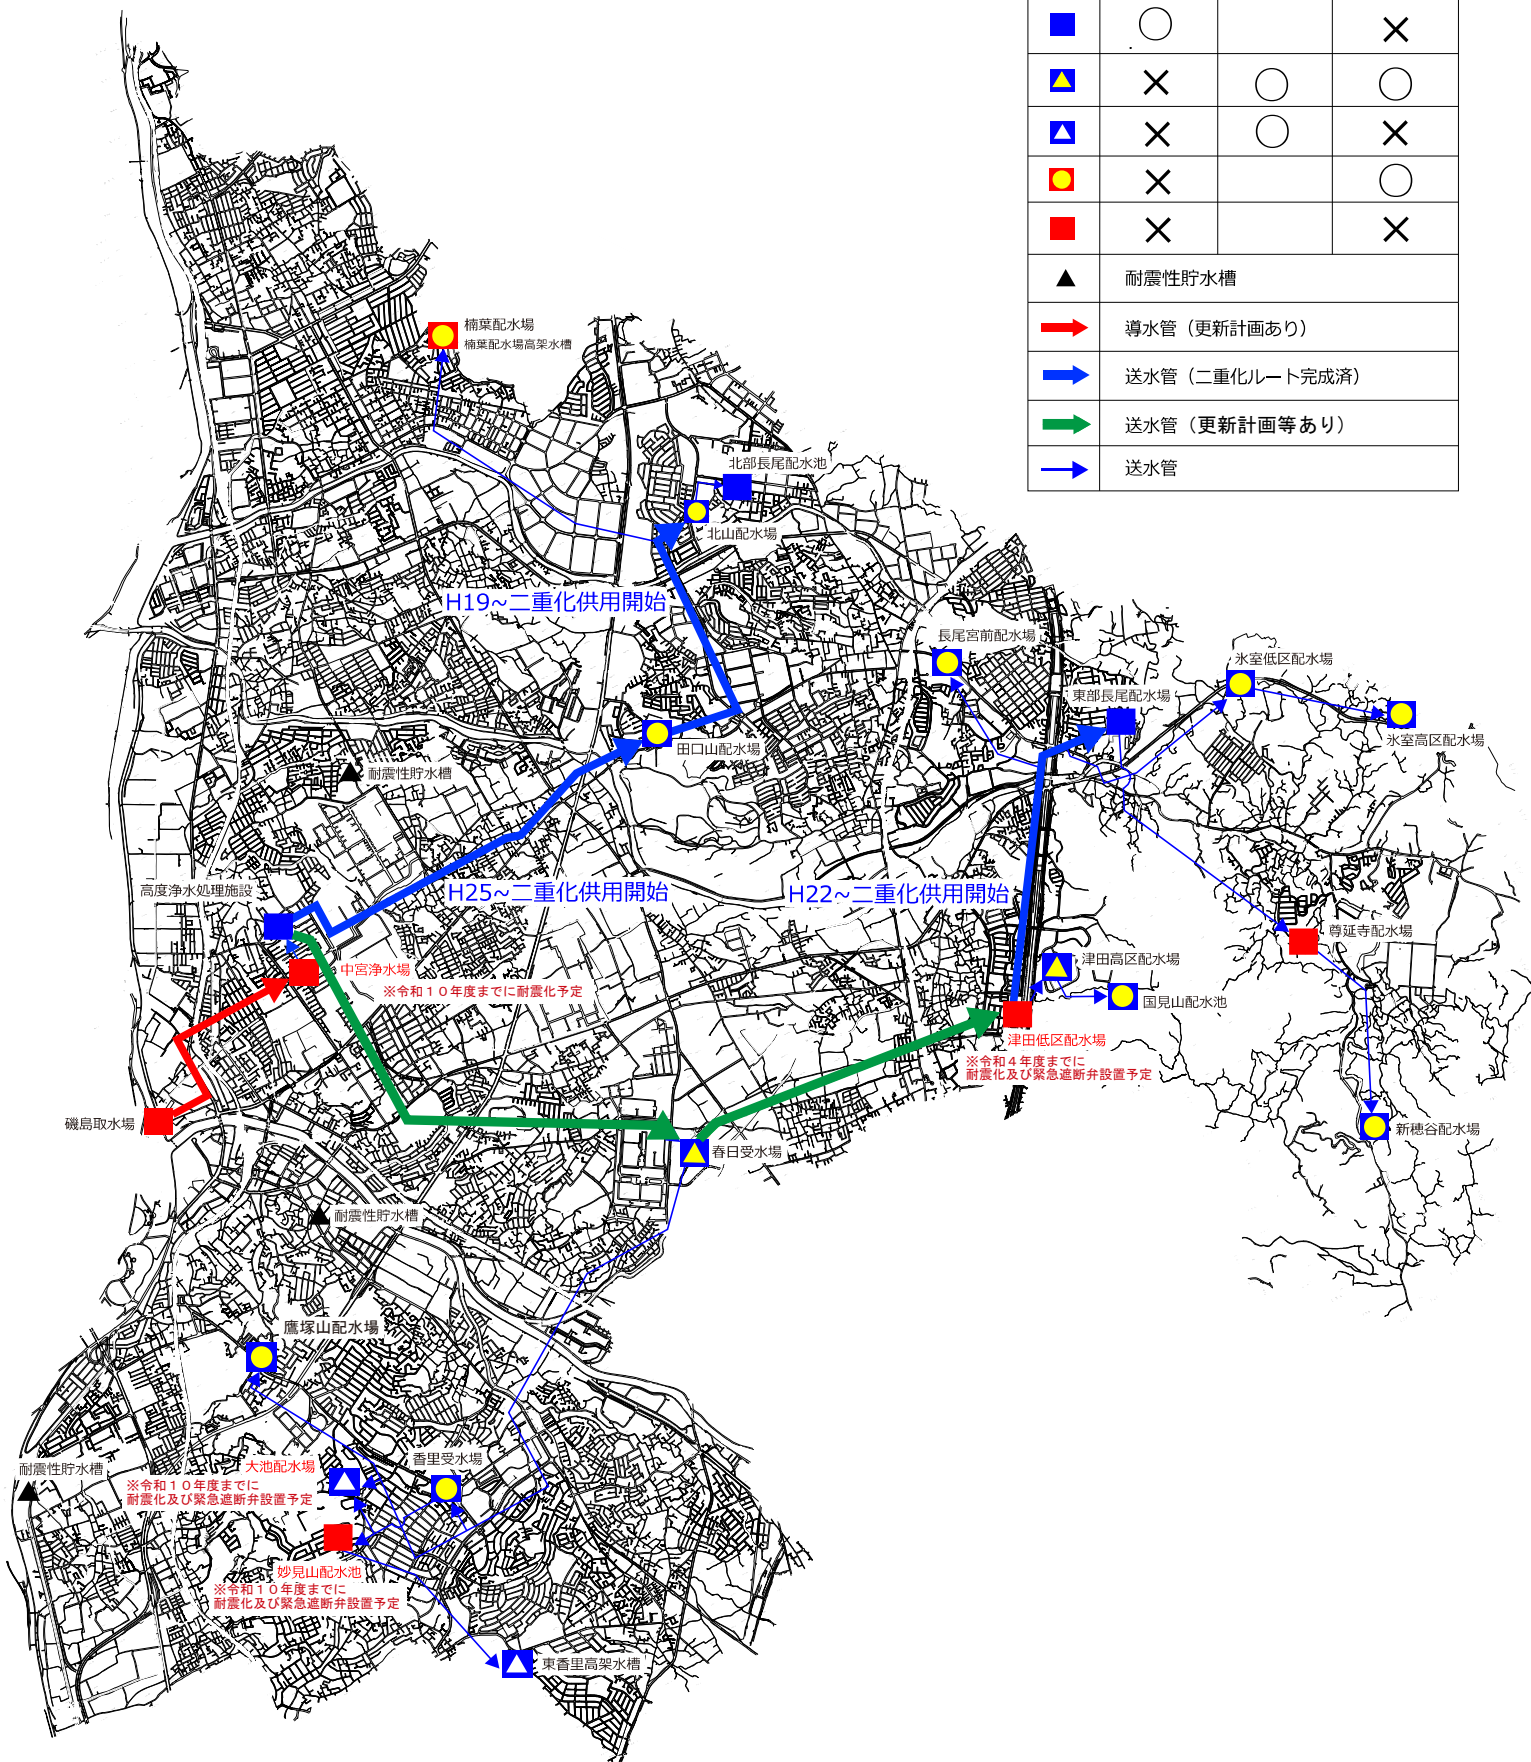 ○ ×
× ○ ○
× ○ ×
× ○
× ×
耐震性貯水槽
導水管（更新計画あり）
送水管（二重化ルート完成済）
送水管（更新計画等あり）
送水管
楠葉配水場
楠葉配水場高架水槽
北部長尾配水池
北山配水場
H19~二重化供用開始
長尾宮前配水場
氷室低区配水場
東部長尾配水場
氷室高区配水場
田口山配水場
耐震性貯水槽
高度浄水処理施設
H25~二重化供用開始
H22~二重化供用開始
尊延寺配水場
津田高区配水場
中宮浄水場
※令和１０年度までに耐震化予定
国見山配水池
津田低区配水場
※令和４年度までに
耐震化及び緊急遮断弁設置予定
磯島取水場
新穂谷配水場
春日受水場
耐震性貯水槽
鷹塚山配水場
香里受水場
大池配水場
耐震性貯水槽
※令和１０年度までに
耐震化及び緊急遮断弁設置予定
妙見山配水池
※令和１０年度までに
耐震化及び緊急遮断弁設置予定
東香里高架水槽